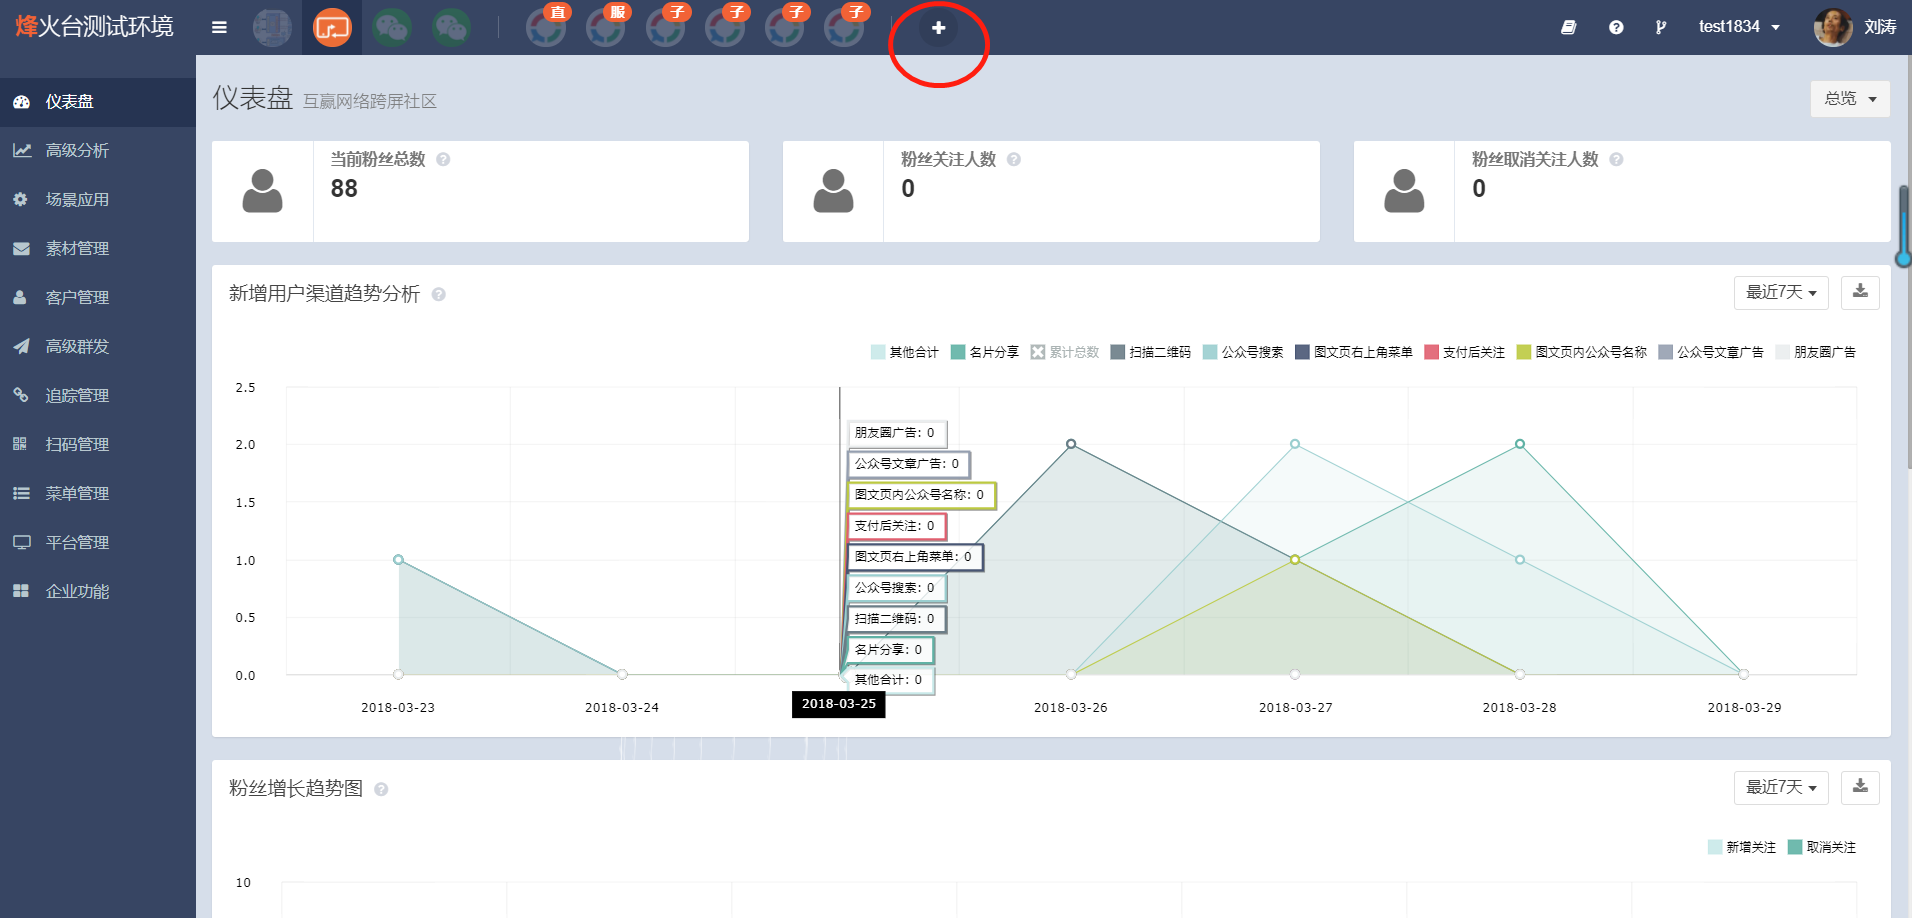 烽火台测试环境
直 服 子 子 子 子
test1834
刘涛
仪表盘
高级分析
场景应用
素材管理
客户管理
高级群发
追踪管理
扫码管理
菜单管理
平台管理
企业功能
仪表盘 互赢网络跨屏社区
总览
当前粉丝总数
88
粉丝关注人数
0
粉丝取消关注人数
0
新增用户渠道趋势分析
最近7天
其他合计 名片分享 累计总数 扫描二维码 公众号搜索 图文页右上角菜单 支付后关注 图文页内公众号名称 公众号文章广告 朋友圈广告
2.5
2.0
1.5
1.0
0.5
0.0
朋友圈广告: 0
公众号文章广告: 0
图文页内公众号名称: 0
支付后关注: 0
图文页右上角菜单: 0
公众号搜索: 0
扫描二维码: 0
名片分享: 0
其他合计: 0
2018-03-23 2018-03-24 2018-03-25 2018-03-26 2018-03-27 2018-03-28 2018-03-29
粉丝增长趋势图
最近7天
新增关注 取消关注
10